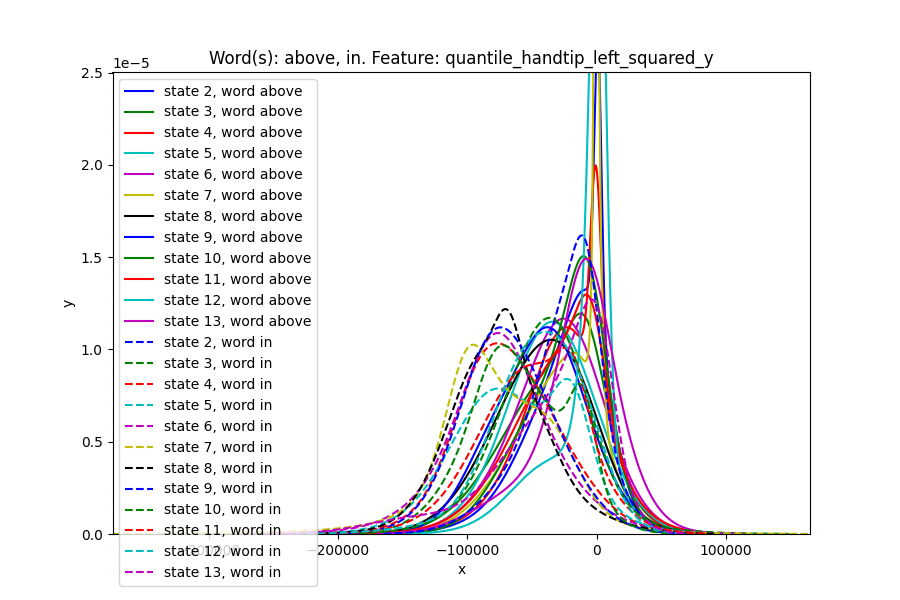 Word(s): above, in. Feature: quantile_handtip_left_squared_y
1e−5
2.5
2.0
1.5
1.0
0.5
0.0
y
state 2, word above
state 3, word above
state 4, word above
state 5, word above
state 6, word above
state 7, word above
state 8, word above
state 9, word above
state 10, word above
state 11, word above
state 12, word above
state 13, word above
state 2, word in
state 3, word in
state 4, word in
state 5, word in
state 6, word in
state 7, word in
state 8, word in
state 9, word in
state 10, word in
state 11, word in
state 12, word in
state 13, word in
−200000 −100000 0 100000
x